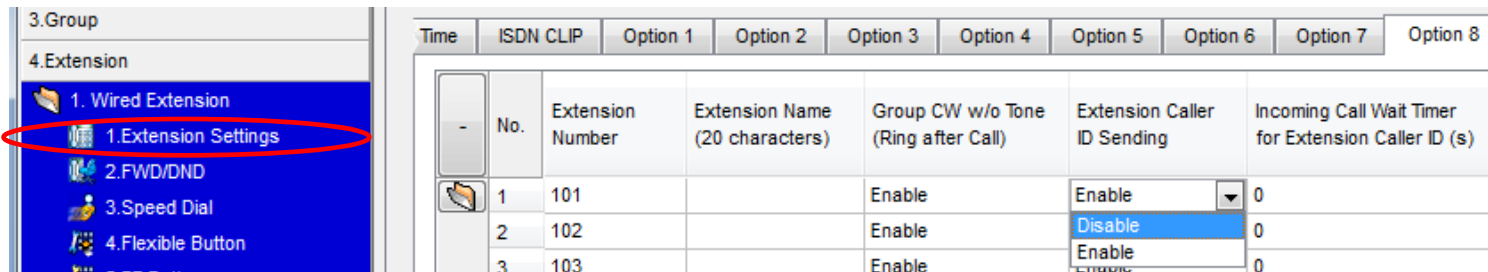 3.Group
4.Extension
1. Wired Extension
1.Extension Settings
2.FWD/DND
3.Speed Dial
4.Flexible Button
Time ISDN CLIP Option 1 Option 2 Option 3 Option 4 Option 5 Option 6 Option 7 Option 8
- No. Extension Number Extension Name (20 characters) Group CW w/o Tone (Ring after Call) Extension Caller ID Sending Incoming Call Wait Timer for Extension Caller ID (s)
1 101 Enable Enable 0
2 102 Enable Disable 0
Enable
3 103 Enable Enable 0